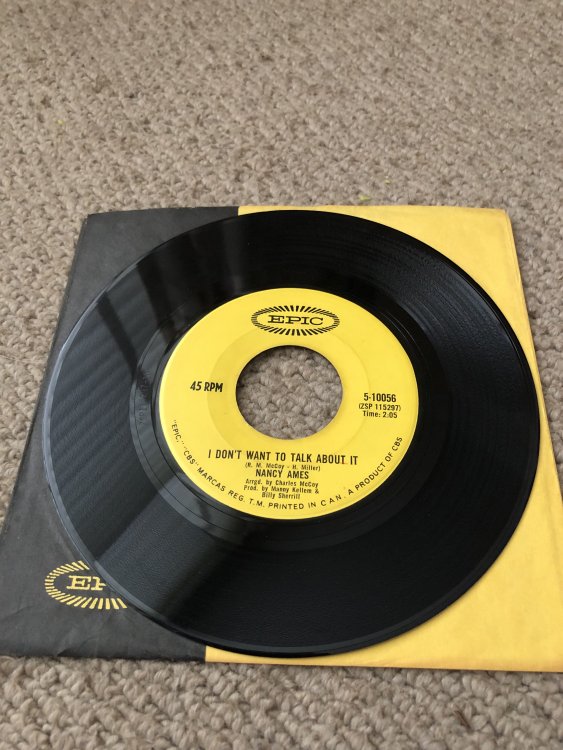 EPIC
45 RPM
5-10056
(ZSP 115297)
Time: 2:05
I DON'T WANT TO TALK ABOUT IT
(R. M. McCoy - H. Miller)
NANCY AMES
Arrgd. by Charles McCoy
Prod. by Manny Kellem &
Billy Sherrill
"EPIC", "CBS" MARCAS REG. T.M. PRINTED IN CAN. A PRODUCT OF CBS
EPIC